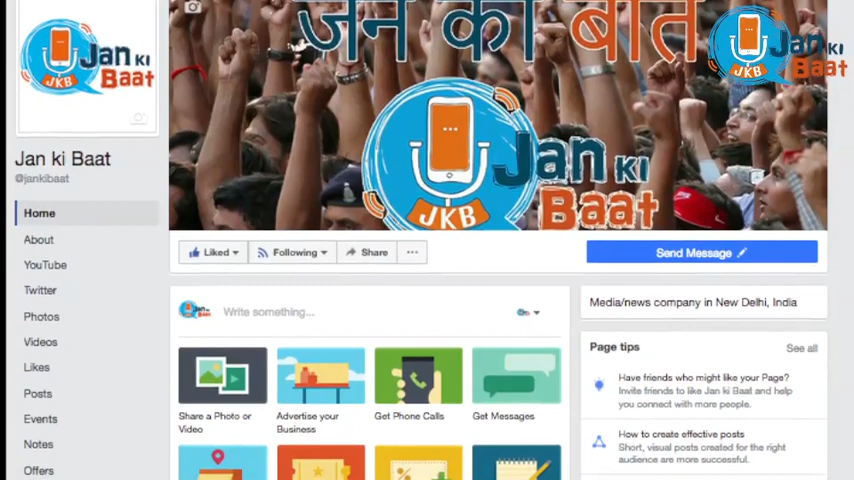 जन की बात
Jan KI
Baat
JKB
Jan KI
Baat
JKB
Jan KI
Baat
JKB
Jan ki Baat
@jankibaat
Home
About
YouTube
Twitter
Photos
Videos
Likes
Posts
Events
Notes
Offers
Liked
Following
Share
Send Message
Write something...
Share a Photo or
Video
Advertise your
Business
Get Phone Calls
Get Messages
Media/news company in New Delhi, India
Page tips
See all
Have friends who might like your Page?
Invite friends to like Jan ki Baat and help
you connect with more people.
How to create effective posts
Short, visual posts created for the right
audience are more successful.